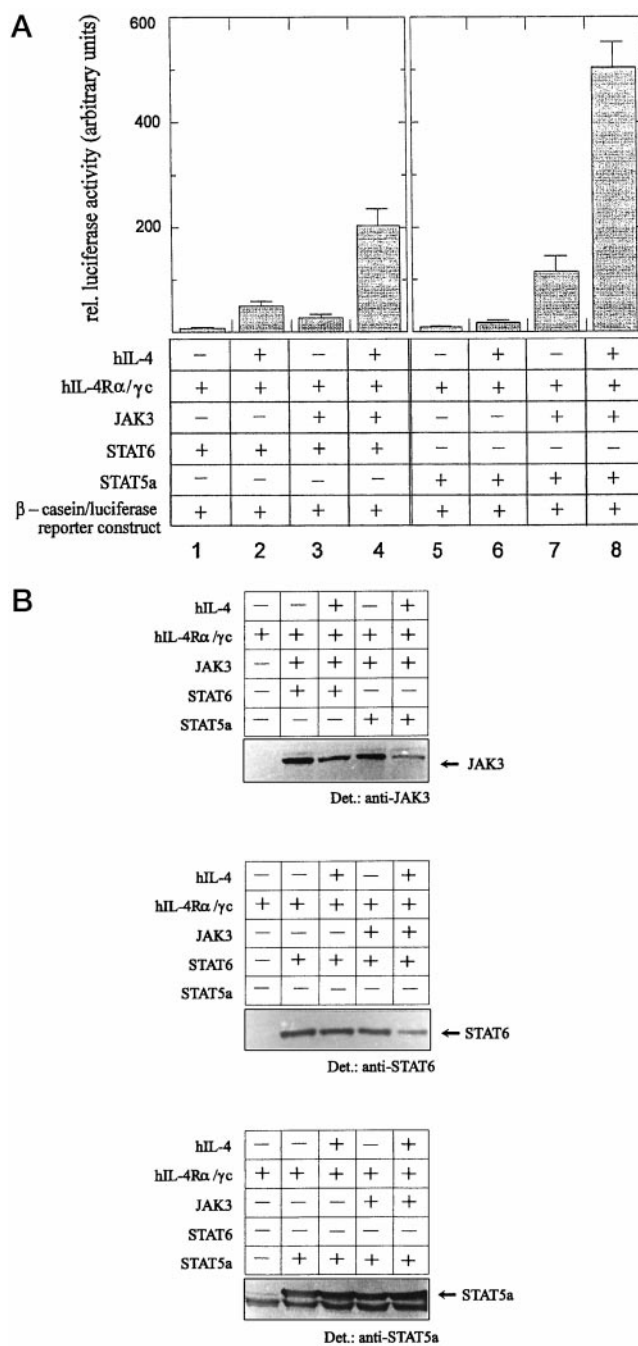 A
rel. luciferase activity (arbitrary units)
600
400
200
hIL-4 − + − + − + − +
hIL-4Rα/γc + + + + + + + +
JAK3 − − + + − − + +
STAT6 + + + + − − − −
STAT5a − − − − + + + +
β – casein/luciferase reporter construct + + + + + + + +
1 2 3 4 5 6 7 8
B
hIL-4 − − + − +
hIL-4Rα/γc + + + + +
JAK3 − + + + +
STAT6 − + + − −
STAT5a − − − + +
← JAK3
Det.: anti-JAK3
hIL-4 − − + − +
hIL-4Rα/γc + + + + +
JAK3 − − − + +
STAT6 − + + + +
STAT5a − − − − −
← STAT6
Det.: anti-STAT6
hIL-4 − − + − +
hIL-4Rα/γc + + + + +
JAK3 − − − + +
STAT6 − − − − −
STAT5a − + + + +
← STAT5a
Det.: anti-STAT5a